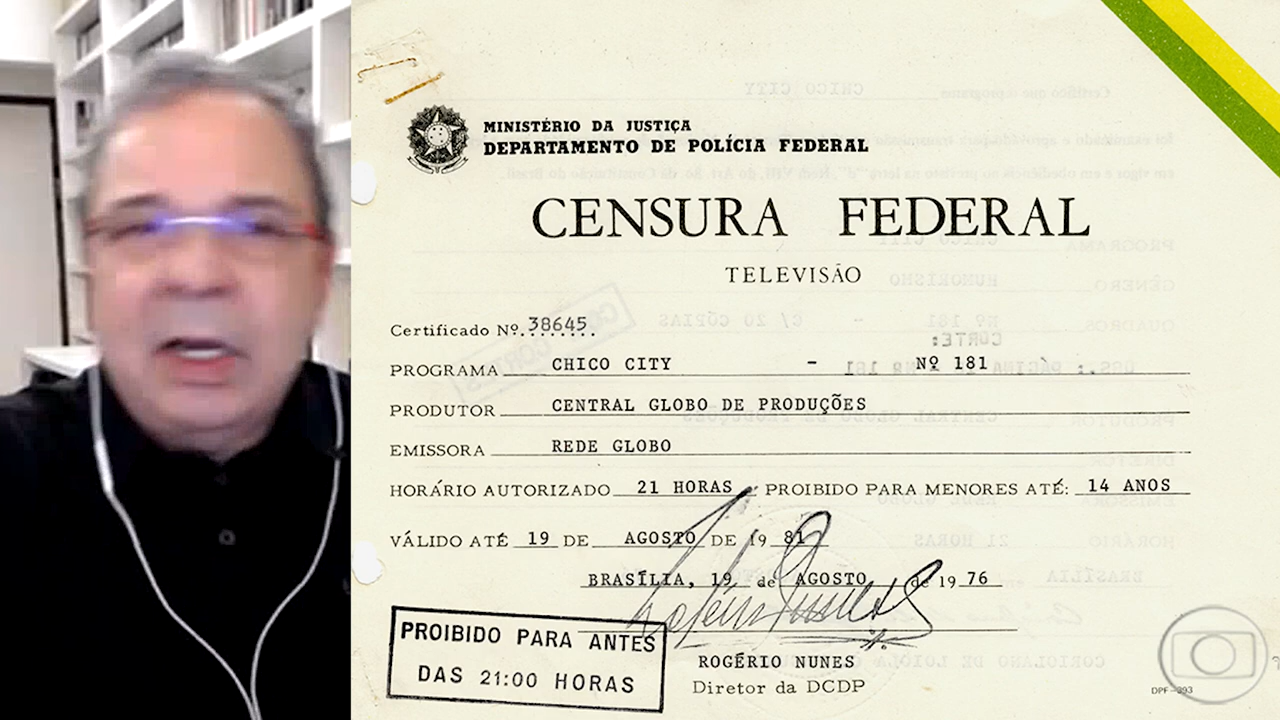 MINISTÉRIO DA JUSTIÇA
DEPARTAMENTO DE POLÍCIA FEDERAL
CENSURA FEDERAL
TELEVISÃO
Certificado Nº 38645
PROGRAMA CHICO CITY - Nº 181
PRODUTOR CENTRAL GLOBO DE PRODUÇÕES
EMISSORA REDE GLOBO
HORÁRIO AUTORIZADO 21 HORAS PROIBIDO PARA MENORES ATÉ: 14 ANOS
VÁLIDO ATÉ 19 DE AGOSTO DE 1981
BRASÍLIA, 19 de AGOSTO de 1976
PROIBIDO PARA ANTES
DAS 21:00 HORAS
ROGÉRIO NUNES
Diretor da DCDP
DPF-393